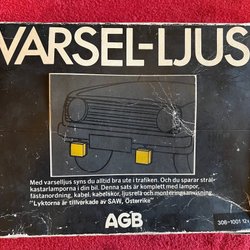 VARSEL-LJUS
Med varselljus syns du alltid bra ute i trafiken. Och du sparar strål-
kastarlamporna i din bil. Denna sats är komplett med lampor,
fästanordning, kabel, kabelskor, ljusrelä och monteringsanvisning.
"Lyktorna är tillverkade av SAW, Österrike"
AGB
308-1001 12V